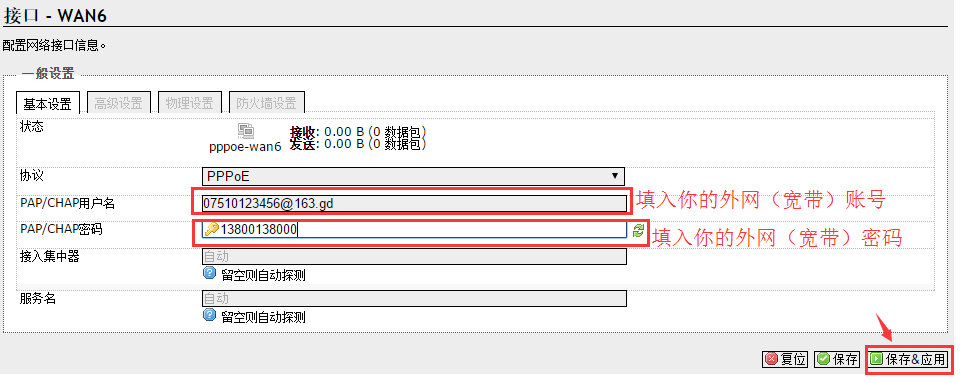 接口 - WAN6
配置网络接口信息。
一般设置
基本设置 高级设置 物理设置 防火墙设置
状态
pppoe-wan6
接收: 0.00 B (0 数据包)
发送: 0.00 B (0 数据包)
协议 PPPoE
PAP/CHAP用户名 07510123456@163.gd 填入你的外网（宽带）账号
PAP/CHAP密码 13800138000 填入你的外网（宽带）密码
接入集中器 自动
留空则自动探测
服务名 自动
留空则自动探测
复位 保存 保存&应用